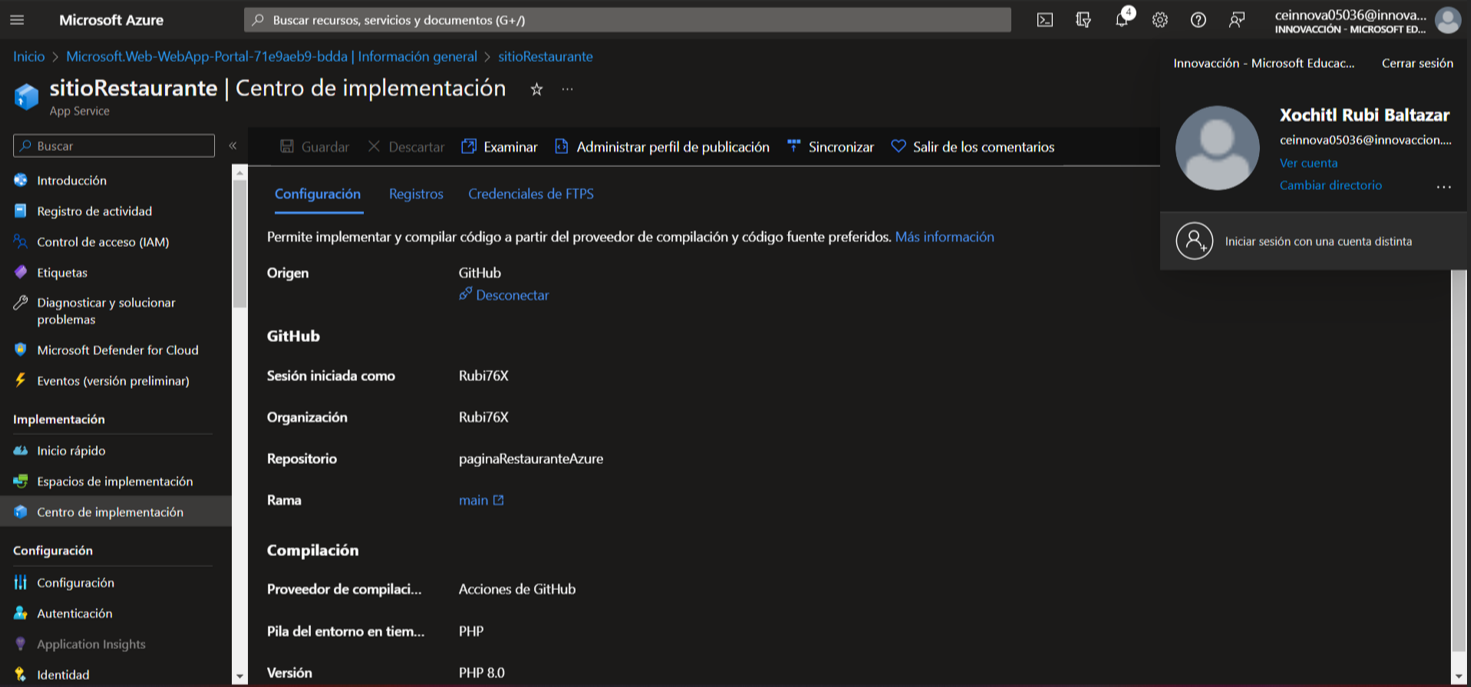 Microsoft Azure
Buscar recursos, servicios y documentos (G+/)
4
ceinnova05036@innova...
INNOVACCIÓN - MICROSOFT ED...
Inicio > Microsoft.Web-WebApp-Portal-71e9aeb9-bdda | Información general > sitioRestaurante
sitioRestaurante | Centro de implementación
App Service
Innovacción - Microsoft Educac...
Cerrar sesión
Xochitl Rubi Baltazar
ceinnova05036@innovaccion....
Ver cuenta
Cambiar directorio
Iniciar sesión con una cuenta distinta
Buscar
Introducción
Registro de actividad
Control de acceso (IAM)
Etiquetas
Diagnosticar y solucionar
problemas
Microsoft Defender for Cloud
Eventos (versión preliminar)
Implementación
Inicio rápido
Espacios de implementación
Centro de implementación
Configuración
Configuración
Autenticación
Application Insights
Identidad
Guardar
Descartar
Examinar
Administrar perfil de publicación
Sincronizar
Salir de los comentarios
Configuración
Registros
Credenciales de FTPS
Permite implementar y compilar código a partir del proveedor de compilación y código fuente preferidos. Más información
Origen GitHub
Desconectar
GitHub
Sesión iniciada como Rubi76X
Organización Rubi76X
Repositorio paginaRestauranteAzure
Rama main
Compilación
Proveedor de compilaci... Acciones de GitHub
Pila del entorno en tiem... PHP
Versión PHP 8.0